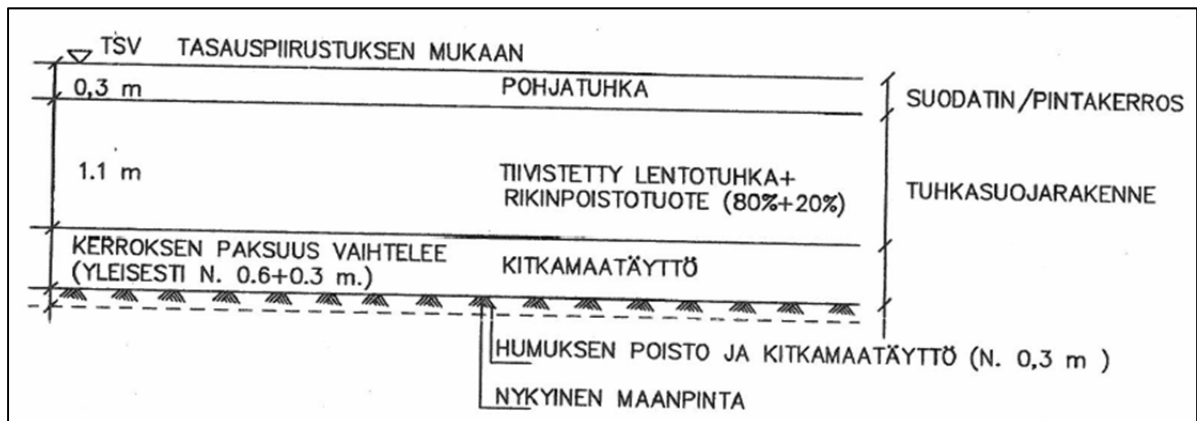 TSV TASAUSPIIRUSTUKSEN MUKAAN
0,3 m POHJATUHKA SUODATIN/PINTAKERROS
1.1 m TIIVISTETTY LENTOTUHKA+
RIKINPOISTOTUOTE (80%+20%)
TUHKASUOJARAKENNE
KERROKSEN PAKSUUS VAIHTELEE
(YLEISESTI N. 0.6+0.3 m.)
KITKAMAATÄYTTÖ
HUMUKSEN POISTO JA KITKAMAATÄYTTÖ (N. 0,3 m )
NYKYINEN MAANPINTA